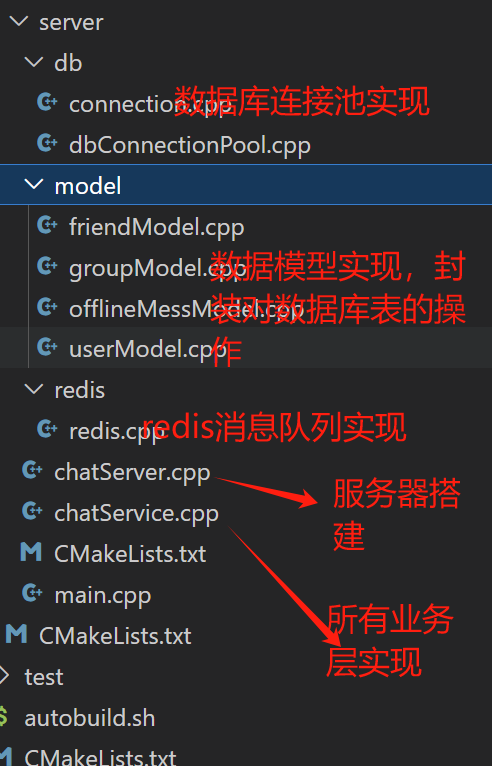 server
db
connection.cpp
数据库连接池实现
dbConnectionPool.cpp
model
friendModel.cpp
groupModel.cpp
数据模型实现，封
offlineMessModel.cpp
装对数据库表的操
userModel.cpp
作
redis
redis.cpp
redis消息队列实现
chatServer.cpp
服务器搭
建
chatService.cpp
CMakeLists.txt
main.cpp
所有业务
层实现
CMakeLists.txt
test
autobuild.sh
CMakeLists.txt